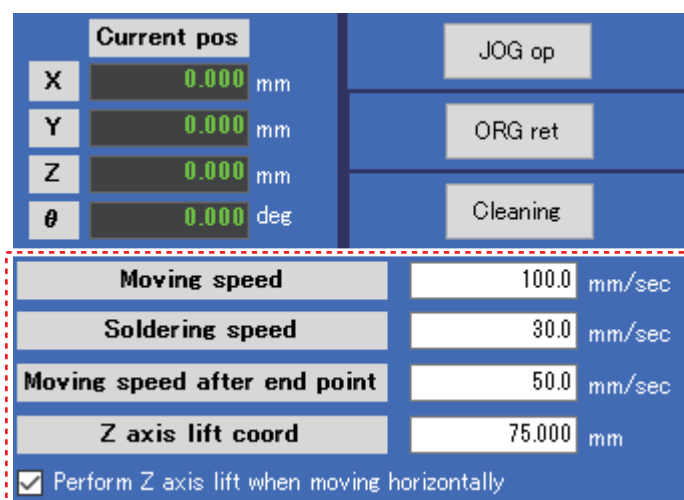 Current pos
X 0.000 mm
Y 0.000 mm
Z 0.000 mm
θ 0.000 deg
JOG op
ORG ret
Cleaning
Moving speed 100.0 mm/sec
Soldering speed 30.0 mm/sec
Moving speed after end point 50.0 mm/sec
Z axis lift coord 75.000 mm
Perform Z axis lift when moving horizontally